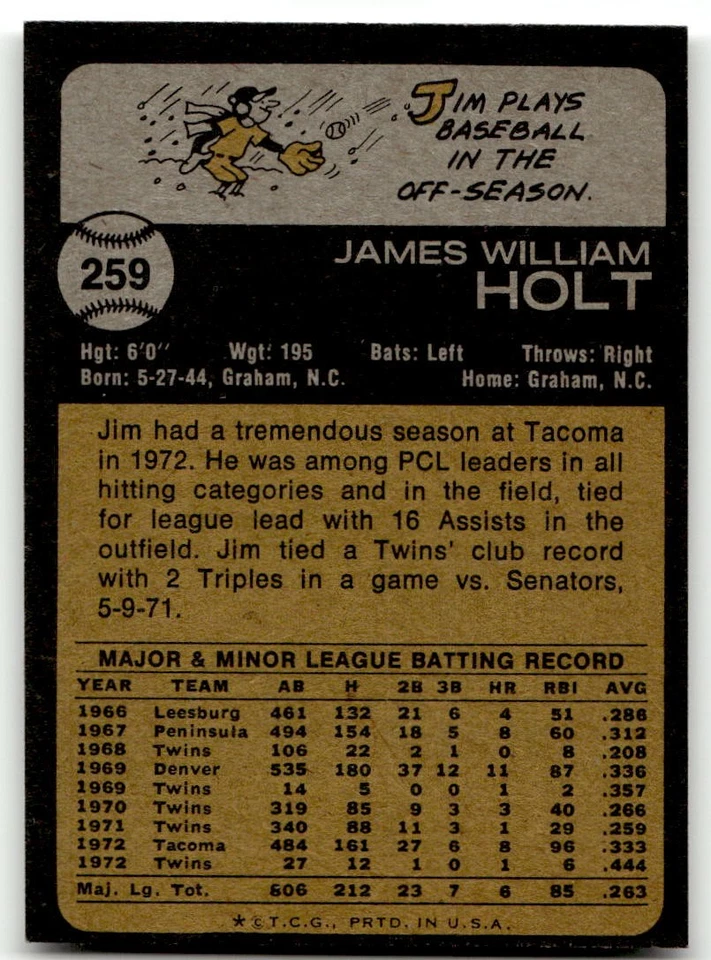 JIM PLAYS
BASEBALL
IN THE
OFF-SEASON.
259
JAMES WILLIAM
HOLT
Hgt: 6'0" Wgt: 195 Bats: Left Throws: Right
Born: 5-27-44, Graham, N.C. Home: Graham, N.C.
Jim had a tremendous season at Tacoma
in 1972. He was among PCL leaders in all
hitting categories and in the field, tied
for league lead with 16 Assists in the
outfield. Jim tied a Twins' club record
with 2 Triples in a game vs. Senators,
5-9-71.
MAJOR & MINOR LEAGUE BATTING RECORD
YEAR TEAM AB H 2B 3B HR RBI AVG
1966 Leesburg 461 132 21 6 4 51 .286
1967 Peninsula 494 154 18 5 8 60 .312
1968 Twins 106 22 2 1 0 8 .208
1969 Denver 535 180 37 12 11 87 .336
1969 Twins 14 5 0 0 1 2 .357
1970 Twins 319 85 9 3 3 40 .266
1971 Twins 340 88 11 3 1 29 .259
1972 Tacoma 484 161 27 6 8 96 .333
1972 Twins 27 12 1 0 1 6 .444
Maj. Lg. Tot. 806 212 23 7 6 85 .263
*©T.C.G., PRTD. IN U.S.A.